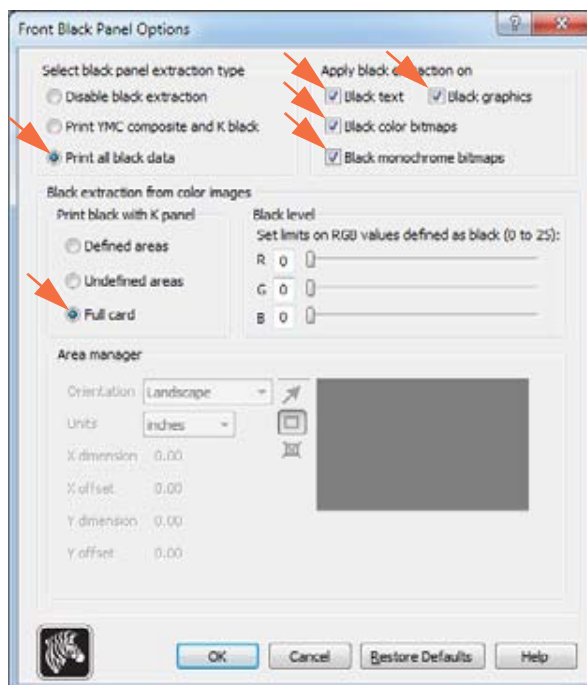 Front Black Panel Options
Select black panel extraction type
Disable black extraction
Print YMC composite and K black
Print all black data
Apply black extraction on
Black text
Black graphics
Black color bitmaps
Black monochrome bitmaps
Black extraction from color images
Print black with K panel
Defined areas
Undefined areas
Full card
Black level
Set limits on RGB values defined as black (0 to 25):
R 0
G 0
B 0
Area manager
Orientation Landscape
Units inches
X dimension 0.00
X offset 0.00
Y dimension 0.00
Y offset 0.00
OK
Cancel
Restore Defaults
Help